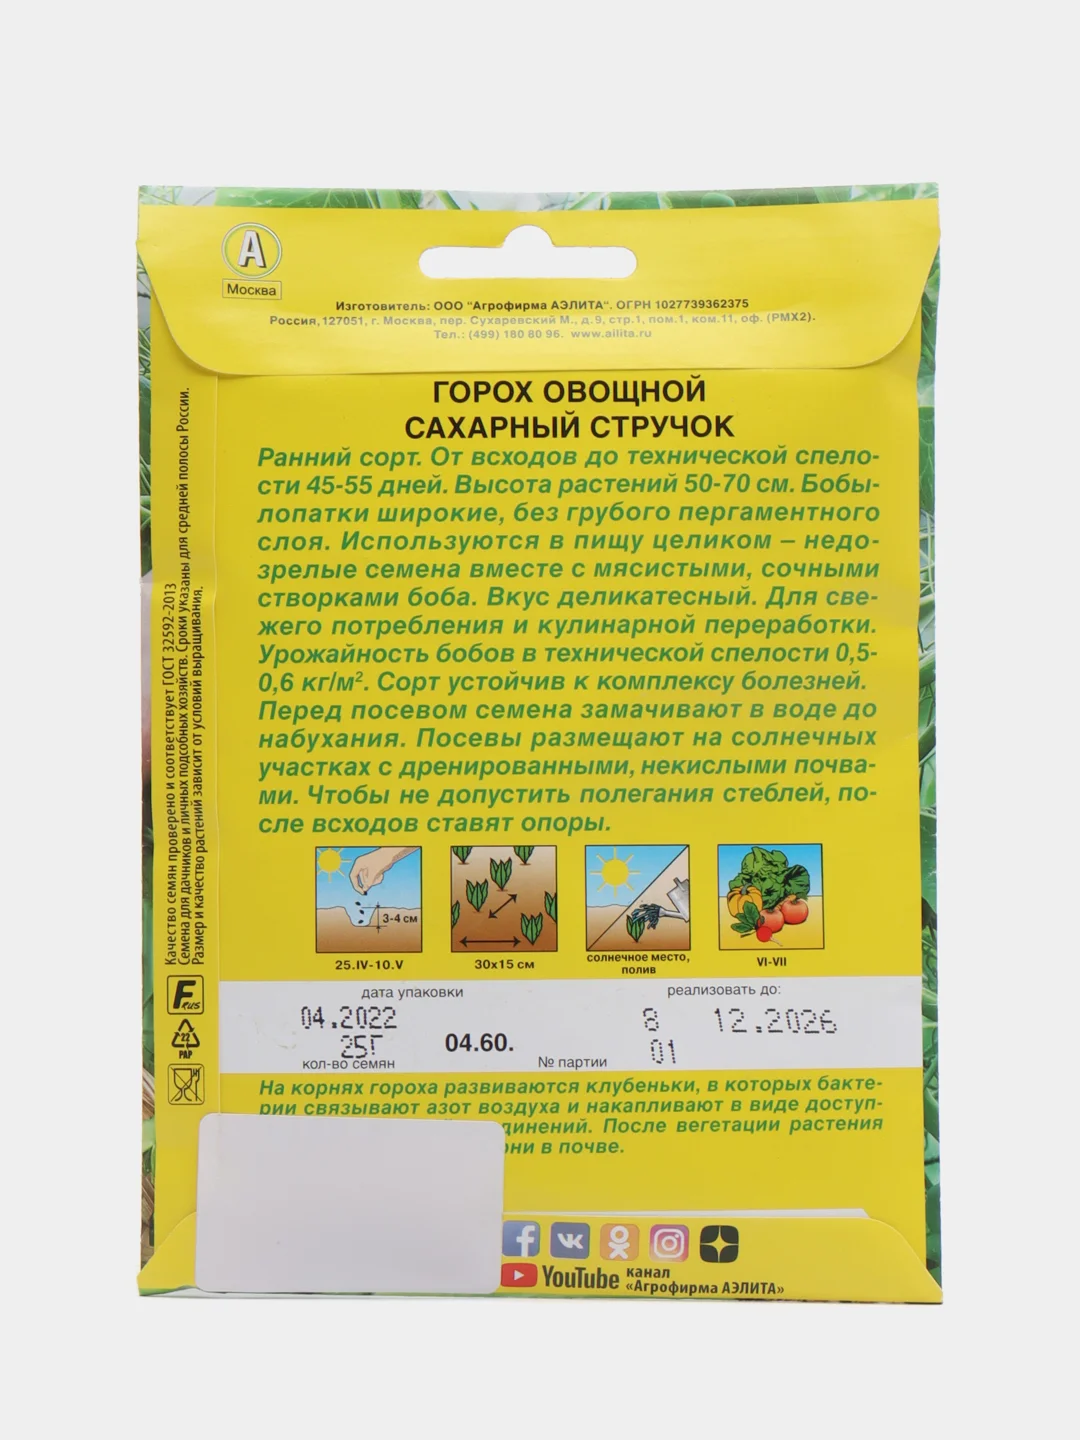 А
Москва
Изготовитель: ООО "Агрофирма АЭЛИТА". ОГРН 1027739362375
Россия, 127051, г. Москва, пер. Сухаревский М., д.9, стр.1, пом.1, ком.11, оф. (РМХ2).
Тел.: (499) 180 80 96. www.ailita.ru
ГОРОХ ОВОЩНОЙ
САХАРНЫЙ СТРУЧОК
Ранний сорт. От всходов до технической спело-
сти 45-55 дней. Высота растений 50-70 см. Бобы-
лопатки широкие, без грубого пергаментного
слоя. Используются в пищу целиком – недо-
зрелые семена вместе с мясистыми, сочными
створками боба. Вкус деликатесный. Для све-
жего потребления и кулинарной переработки.
Урожайность бобов в технической спелости 0,5-
0,6 кг/м². Сорт устойчив к комплексу болезней.
Перед посевом семена замачивают в воде до
набухания. Посевы размещают на солнечных
участках с дренированными, некислыми почва-
ми. Чтобы не допустить полегания стеблей, по-
сле всходов ставят опоры.
Качество семян проверено и соответствует ГОСТ 32592-2013
Семена для дачников и личных подсобных хозяйств. Сроки указаны для средней полосы России.
Размер и качество растений зависит от условий выращивания.
3-4 см
25.IV-10.V
30х15 см
солнечное место,
полив
VI-VII
F RUS
22
PAP
дата упаковки
реализовать до:
04.2022
8
12.2026
25Г
04.60.
01
кол-во семян
№ партии
На корнях гороха развиваются клубеньки, в которых бакте-
рии связывают азот воздуха и накапливают в виде доступ-
динений. После вегетации растения
рни в почве.
YouTube
канал
«Агрофирма АЭЛИТА»